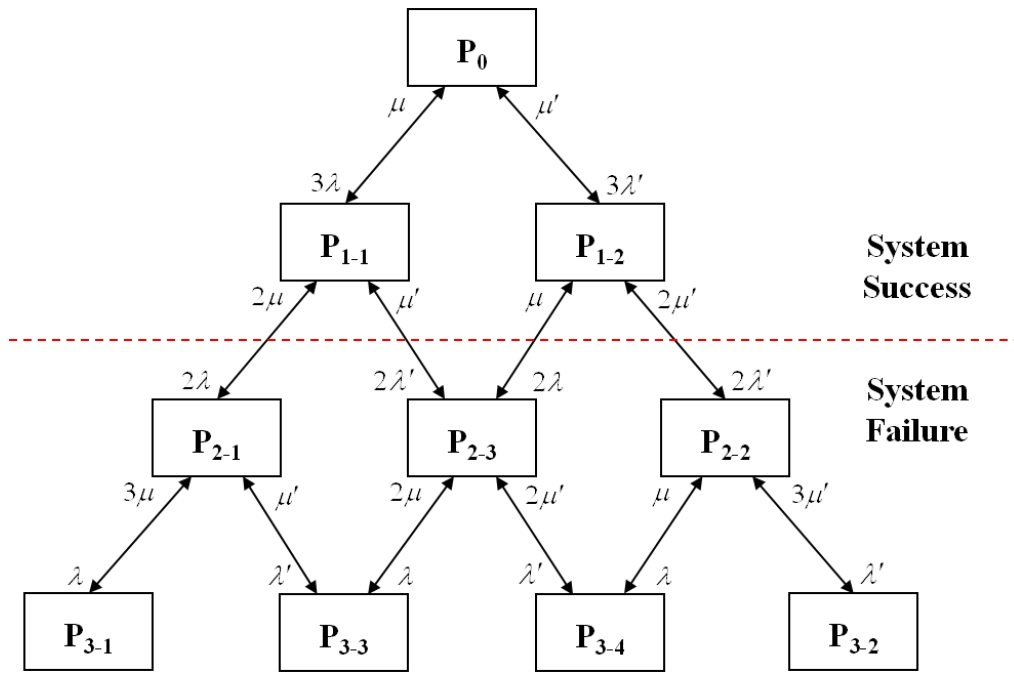 P₀
μ μ′
3λ 3λ′
P₁₋₁ P₁₋₂
System
Success
2μ μ′ μ 2μ′
2λ 2λ′ 2λ 2λ′
System
Failure
P₂₋₁ P₂₋₃ P₂₋₂
3μ μ′ 2μ 2μ′ μ 3μ′
λ λ′ λ λ′ λ λ′
P₃₋₁ P₃₋₃ P₃₋₄ P₃₋₂